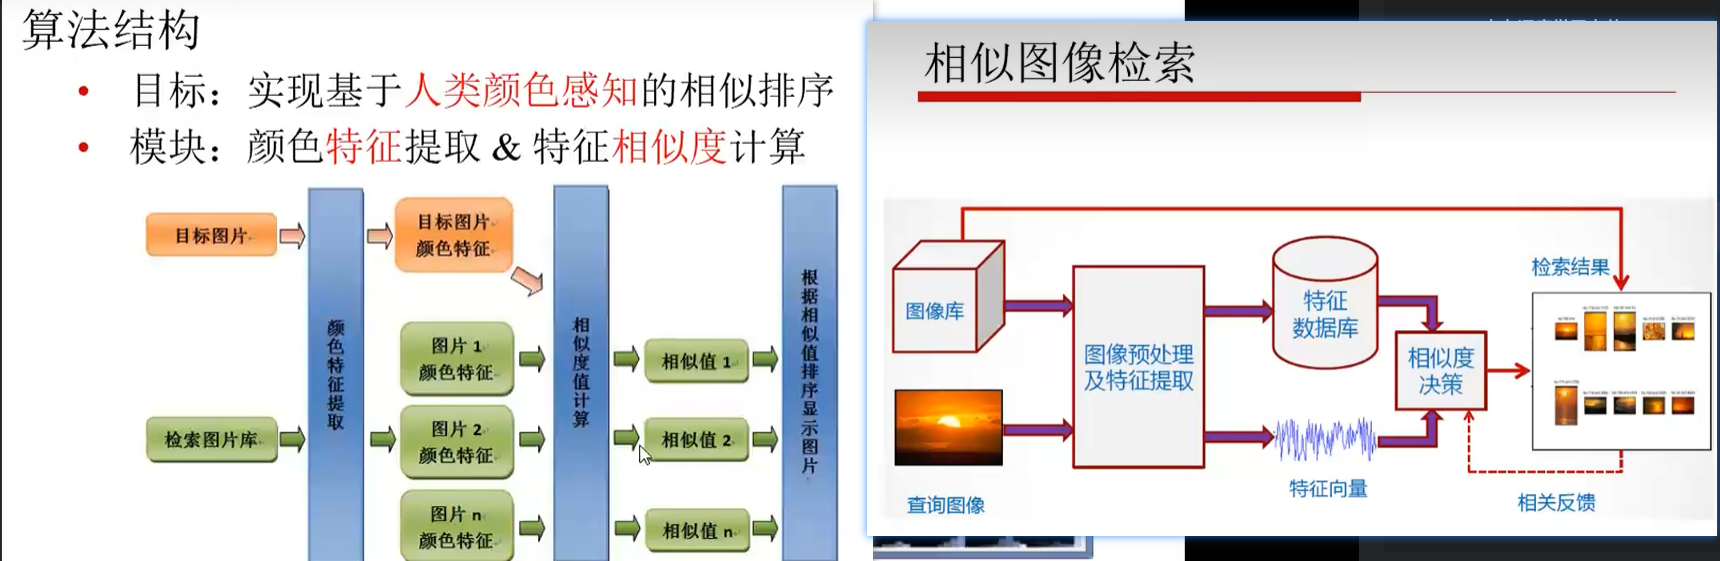 算法结构
• 目标：实现基于人类颜色感知的相似排序
• 模块：颜色特征提取 & 特征相似度计算
目标图片
目标图片
颜色特征
颜色特征提取
检索图片库
图片 1
颜色特征
图片 2
颜色特征
图片 n
颜色特征
相似度值计算
相似值 1
相似值 2
相似值 n
根据相似值排序显示图片
相似图像检索
图像库
查询图像
图像预处理
及特征提取
特征
数据库
特征向量
相似度
决策
检索结果
相关反馈